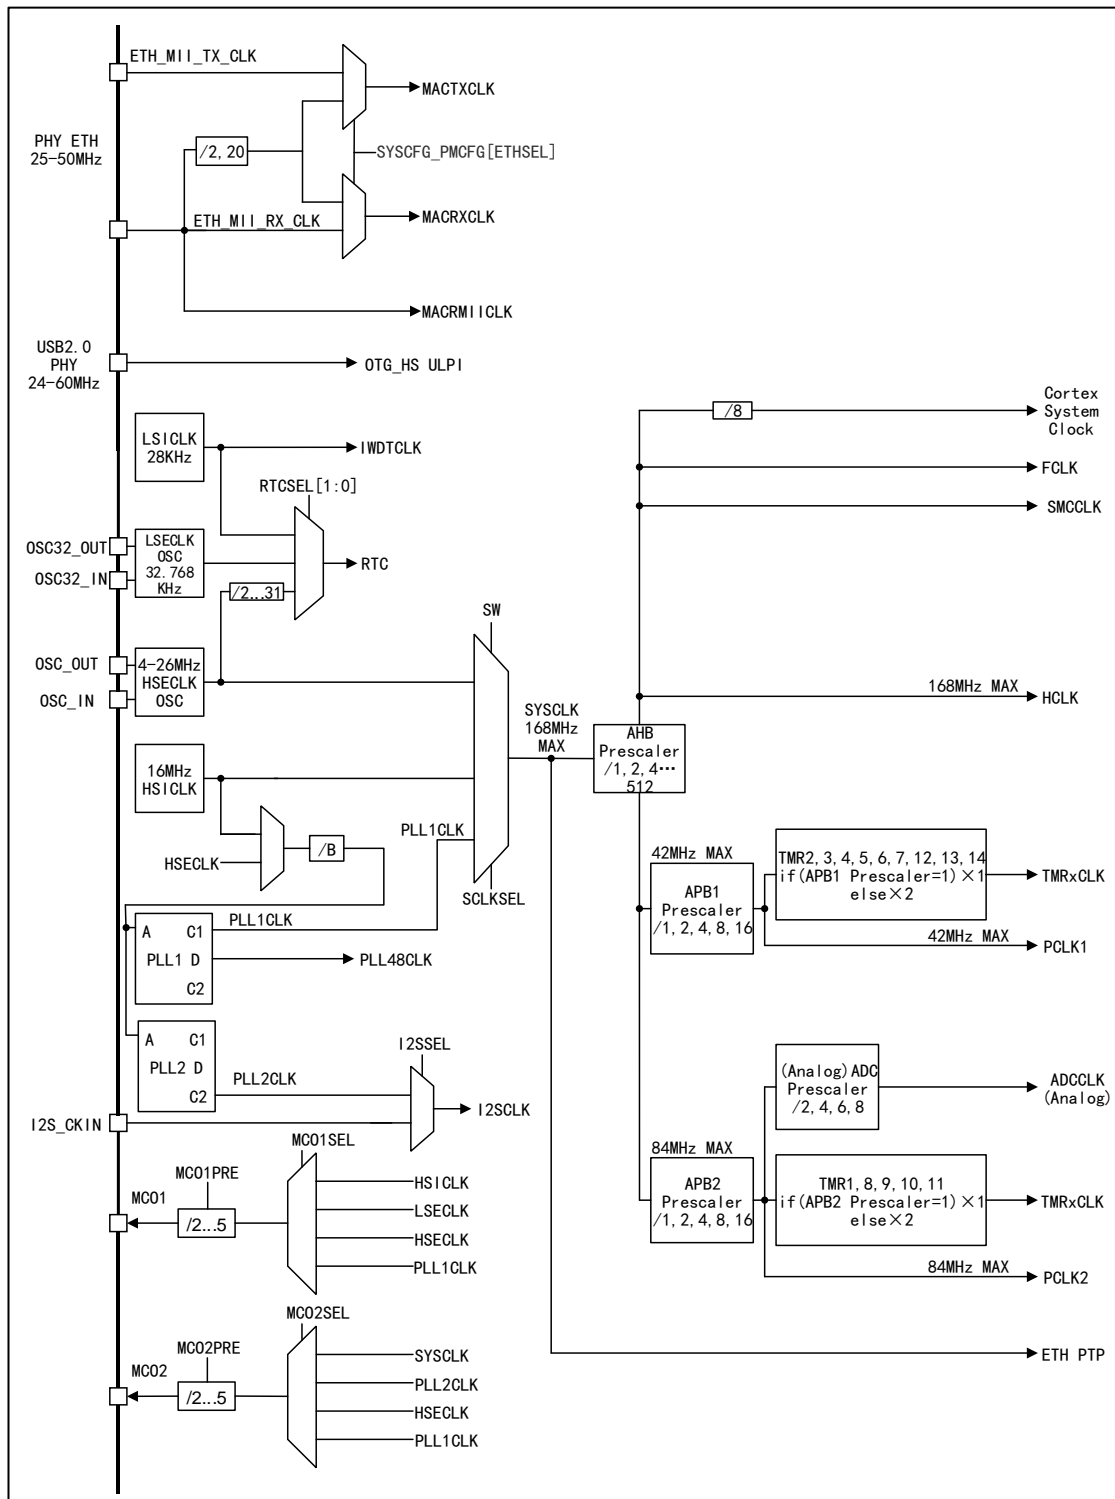 ETH_MII_TX_CLK
MACTXCLK
PHY ETH
25-50MHz
/2, 20
SYSCFG_PMCFG[ETHSEL]
ETH_MII_RX_CLK
MACRXCLK
MACRMIICLK
USB2.0
PHY
24-60MHz
OTG_HS ULPI
LSICLK
28KHz
IWDTCLK
RTCSEL[1:0]
OSC32_OUT
OSC32_IN
LSECLK
OSC
32.768
KHz
RTC
/2...31
OSC_OUT
OSC_IN
4-26MHz
HSECLK
OSC
SW
16MHz
HSICLK
HSECLK
/B
PLL1CLK
SCLKSEL
SYSCLK
168MHz
MAX
AHB
Prescaler
/1, 2, 4…
512
/8
Cortex
System
Clock
FCLK
SMCCLK
168MHz MAX
HCLK
A
C1
PLL1 D
C2
PLL1CLK
PLL48CLK
A
C1
PLL2 D
C2
PLL2CLK
I2SSEL
I2SCLK
I2S_CKIN
42MHz MAX
APB1
Prescaler
/1, 2, 4, 8, 16
TMR2, 3, 4, 5, 6, 7, 12, 13, 14
if(APB1 Prescaler=1)×1
else×2
TMRxCLK
42MHz MAX
PCLK1
(Analog)ADC
Prescaler
/2, 4, 6, 8
ADCCLK
(Analog)
84MHz MAX
APB2
Prescaler
/1, 2, 4, 8, 16
TMR1, 8, 9, 10, 11
if(APB2 Prescaler=1)×1
else×2
TMRxCLK
84MHz MAX
PCLK2
ETH PTP
MCO1SEL
MCO1PRE
MCO1
/2...5
HSICLK
LSECLK
HSECLK
PLL1CLK
MCO2SEL
MCO2PRE
MCO2
/2...5
SYSCLK
PLL2CLK
HSECLK
PLL1CLK